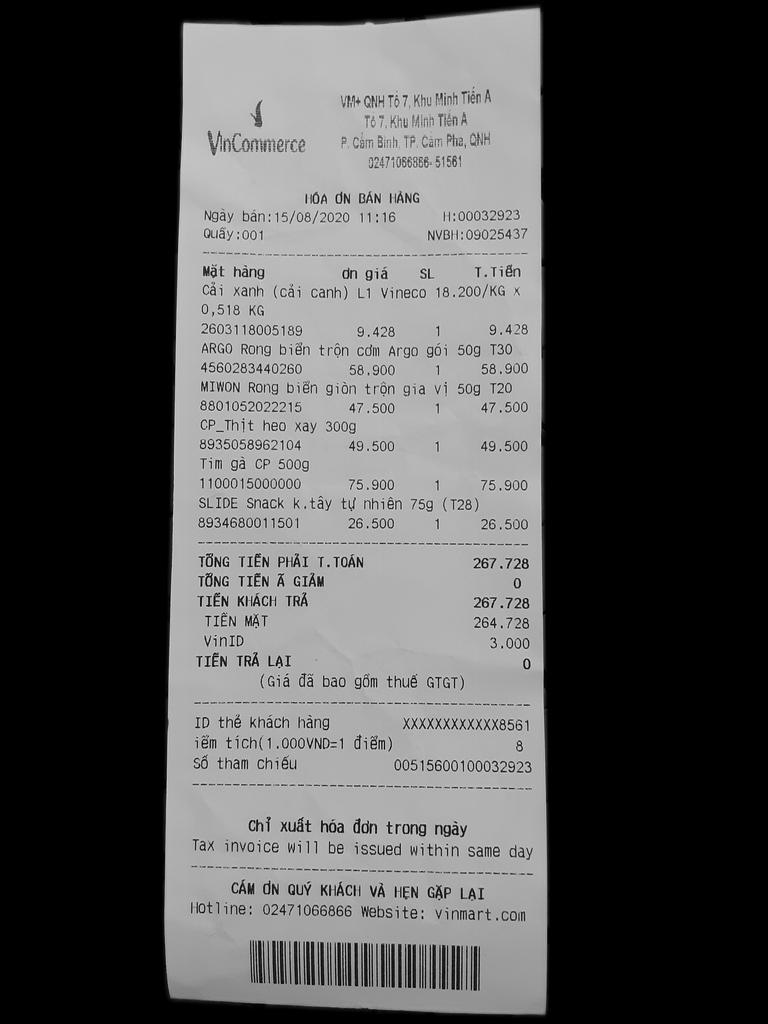 VinCommerce
VM+ QNH Tổ 7, Khu Minh Tiến A
Tổ 7, Khu Minh Tiến A
P. Cẩm Bình, TP. Cẩm Phả, QNH
02471066866- 51561
HÓA ƠN BÁN HÀNG
Ngày bán:15/08/2020 11:16 H:00032923
Quầy:001 NVBH:09025437
Mặt hàng ơn giá SL T.Tiền
Cải xanh (cải canh) L1 Vineco 18.200/KG x
0,518 KG
2603118005189 9.428 1 9.428
ARGO Rong biển trộn cơm Argo gói 50g T30
4560283440260 58.900 1 58.900
MIWON Rong biển giòn trộn gia vị 50g T20
8801052022215 47.500 1 47.500
CP_Thịt heo xay 300g
8935058962104 49.500 1 49.500
Tim gà CP 500g
1100015000000 75.900 1 75.900
SLIDE Snack k.tây tự nhiên 75g (T28)
8934680011501 26.500 1 26.500
TỔNG TIỀN PHẢI T.TOÁN 267.728
TỔNG TIỀN Ã GIẢM 0
TIỀN KHÁCH TRẢ 267.728
TIỀN MẶT 264.728
VinID 3.000
TIỀN TRẢ LẠI 0
(Giá đã bao gồm thuế GTGT)
ID thẻ khách hàng XXXXXXXXXXXX8561
iểm tích(1.000VND=1 điểm) 8
Số tham chiếu 00515600100032923
Chỉ xuất hóa đơn trong ngày
Tax invoice will be issued within same day
CÁM ƠN QUÝ KHÁCH VÀ HẸN GẶP LẠI
Hotline: 02471066866 Website: vinmart.com